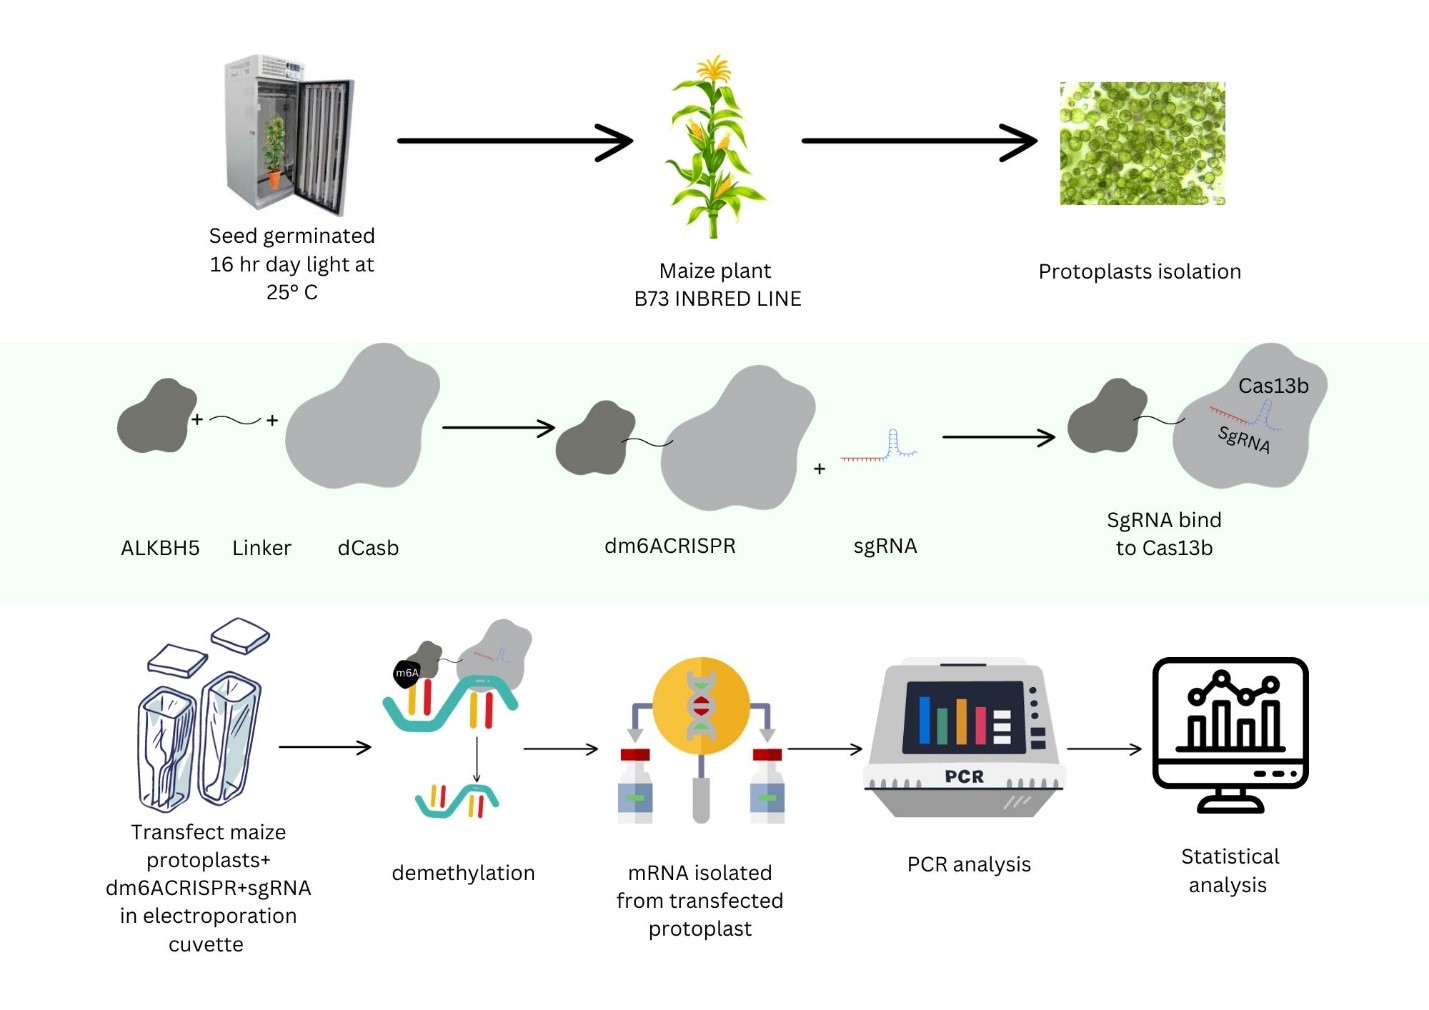 Seed germinated
16 hr day light at
25° C
Maize plant
B73 INBRED LINE
Protoplasts isolation
Cas13b
SgRNA
+
+
+
ALKBH5
Linker
dCasb
dm6ACRISPR
sgRNA
SgRNA bind
to Cas13b
m6A
PCR
Transfect maize
protoplasts+
dm6ACRISPR+sgRNA
in electroporation
cuvette
demethylation
mRNA isolated
from transfected
protoplast
PCR analysis
Statistical
analysis